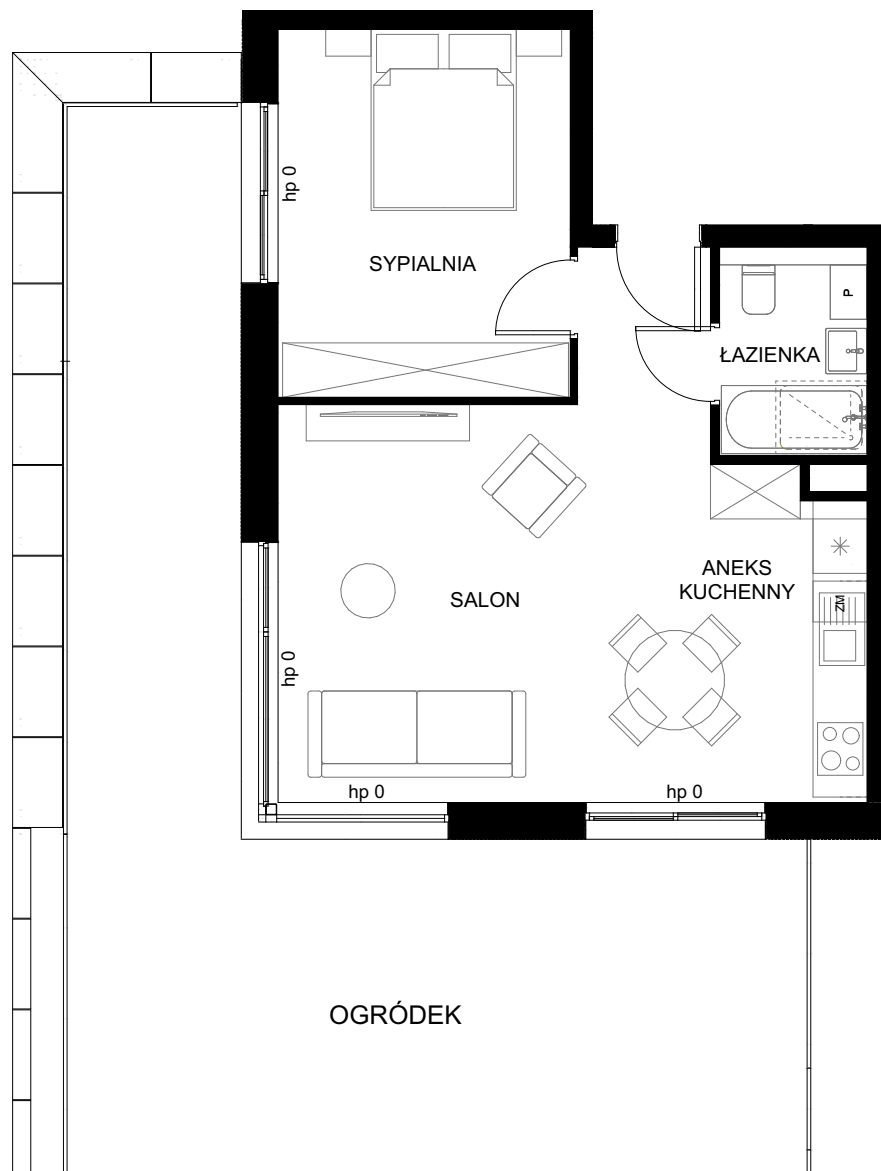 hp 0
SYPIALNIA
P
ŁAZIENKA
ANEKS
KUCHENNY
SALON
ZM
hp 0
hp 0
hp 0
OGRÓDEK